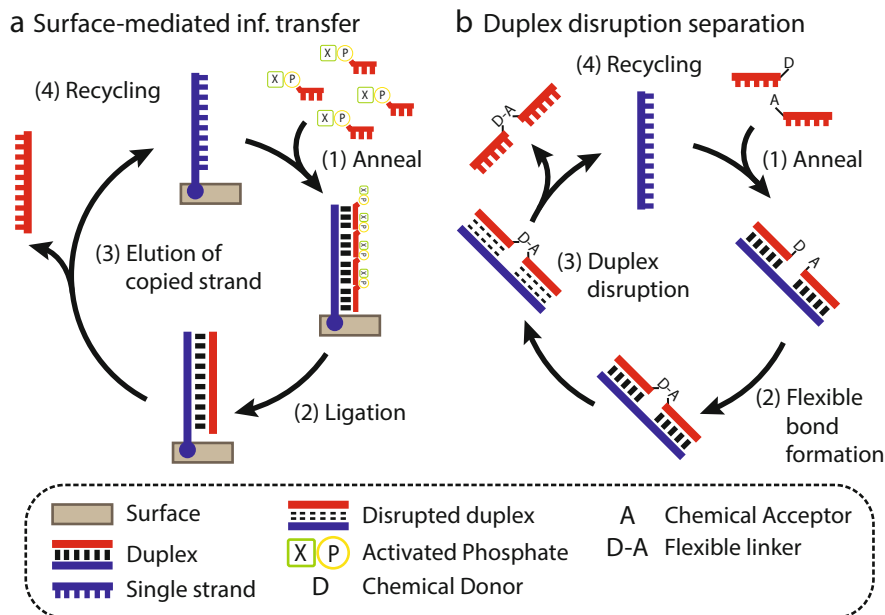 a Surface-mediated inf. transfer
(4) Recycling
X P
X P
X P
X P
(1) Anneal
X P
X P
X P
X P
(3) Elution of
copied strand
(2) Ligation
b Duplex disruption separation
(4) Recycling
D
A
D-A
(1) Anneal
D
A
D-A
(3) Duplex
disruption
D-A
(2) Flexible
bond
formation
Surface
Duplex
Single strand
Disrupted duplex
X P Activated Phosphate
D Chemical Donor
A Chemical Acceptor
D-A Flexible linker